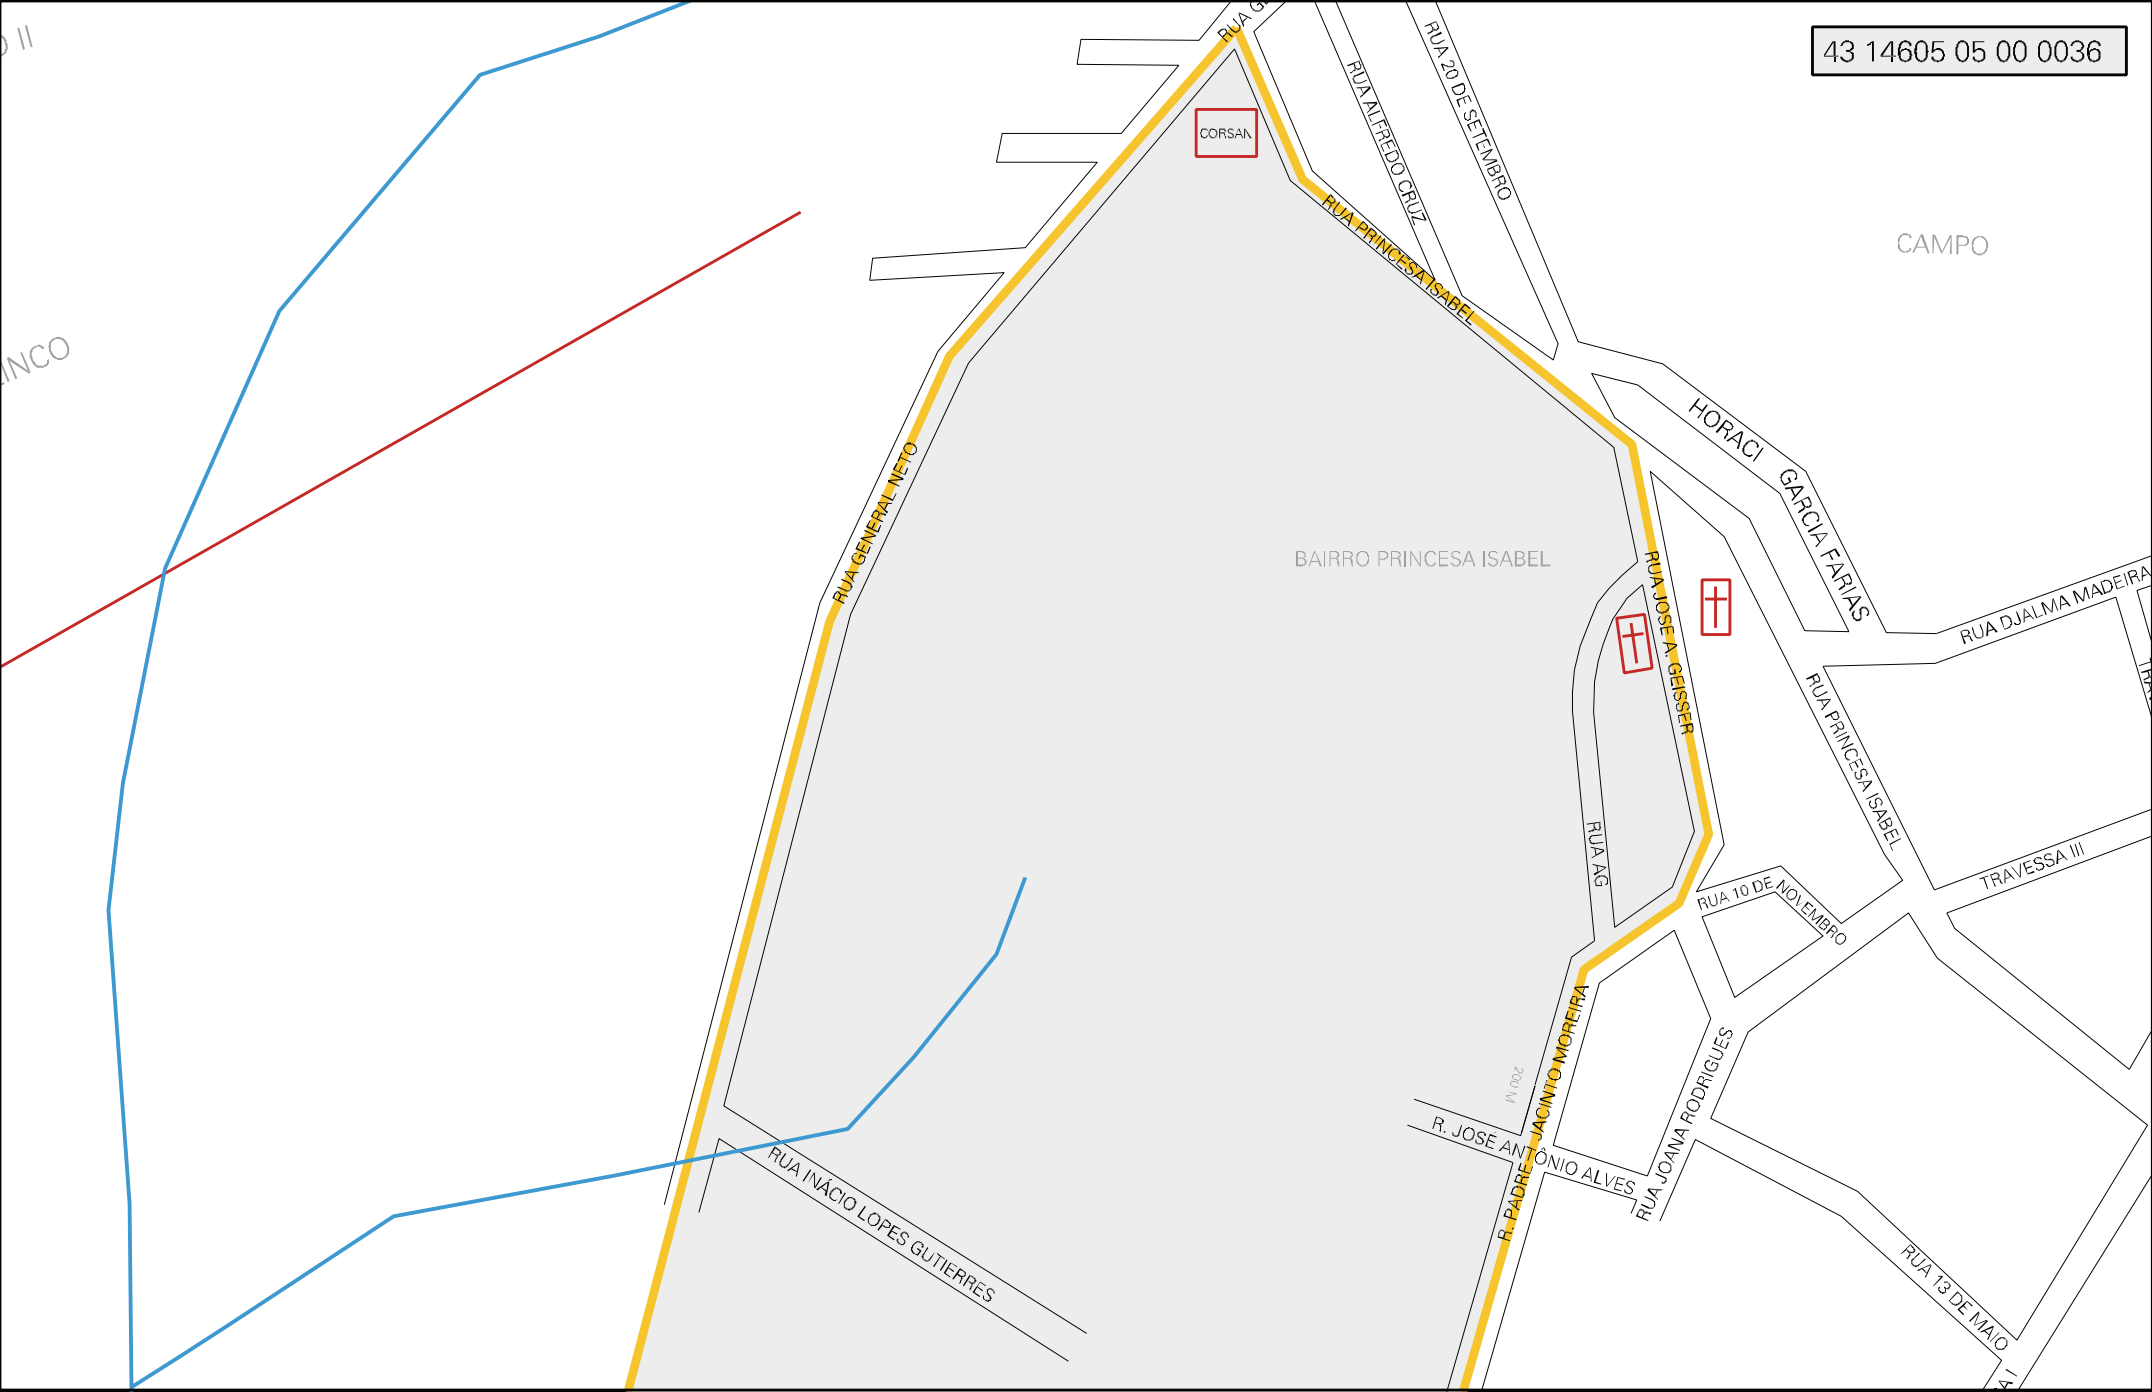 O II
43 14605 05 00 0036
RUA 20 DE SETEMBRO
RUA ALFREDO CRUZ
CORSAN
RUA PRINCESA ISABEL
CAMPO
INCO
HORACI GARCIA FARIAS
RUA GENERAL NETO
BAIRRO PRINCESA ISABEL
RUA JOSE A. GEISSER
RUA DJALMA MADEIRA
RUA PRINCESA ISABEL
RUA AG
TRAVESSA III
RUA 10 DE NOVEMBRO
R. PADRE JACINTO MOREIRA
200 M
RUA JOANA RODRIGUES
R. JOSÉ ANTÔNIO ALVES
RUA INÁCIO LOPES GUTIERRES
RUA 13 DE MAIO